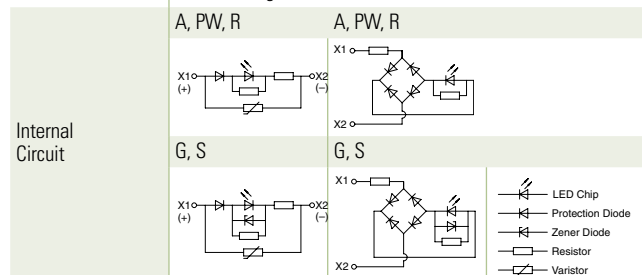 A, PW, R
A, PW, R
X1
(+)
X2
(–)
X1
X2
Internal
Circuit
G, S
G, S
X1
(+)
X2
(–)
X1
X2
LED Chip
Protection Diode
Zener Diode
Resistor
Varistor